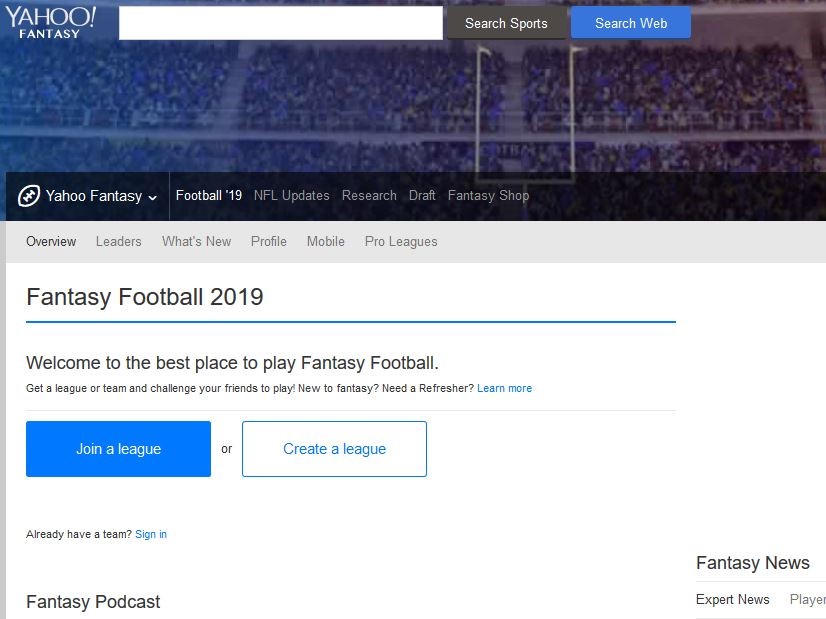 YAHOO!
FANTASY
Search Sports
Search Web
Yahoo Fantasy
Football '19
NFL Updates
Research
Draft
Fantasy Shop
Overview
Leaders
What's New
Profile
Mobile
Pro Leagues
Fantasy Football 2019
Welcome to the best place to play Fantasy Football.
Get a league or team and challenge your friends to play! New to fantasy? Need a Refresher? Learn more
Join a league
or
Create a league
Already have a team? Sign in
Fantasy News
Expert News
Player
Fantasy Podcast